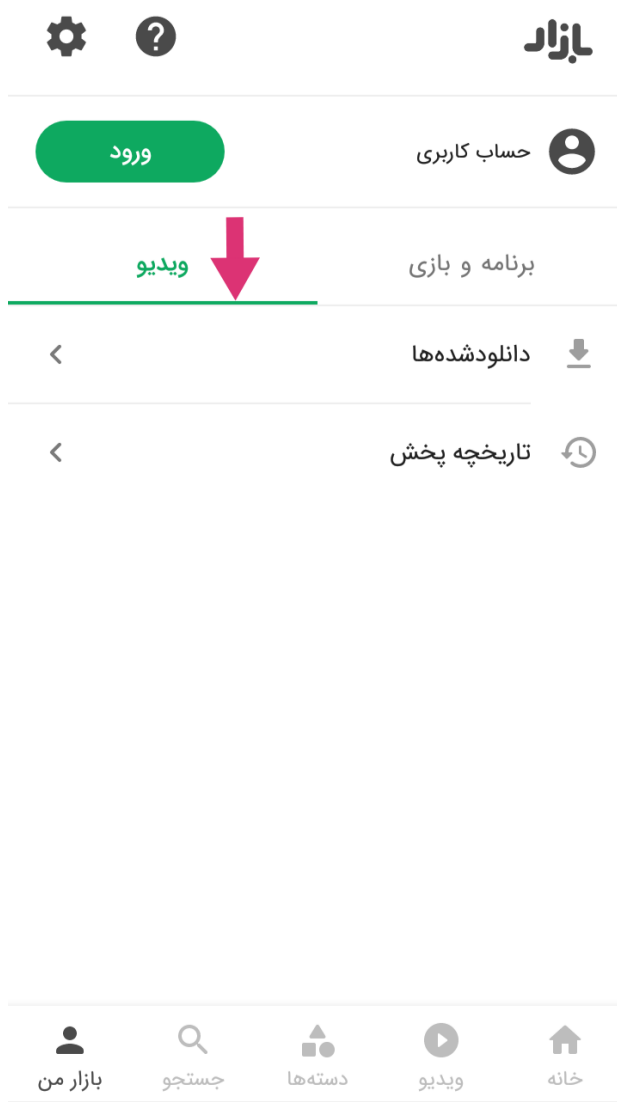 بازار
حساب کاربری
ورود
برنامه و بازی
ویدیو
دانلودشده‌ها
تاریخچه پخش
خانه
ویدیو
دسته‌ها
جستجو
بازار من